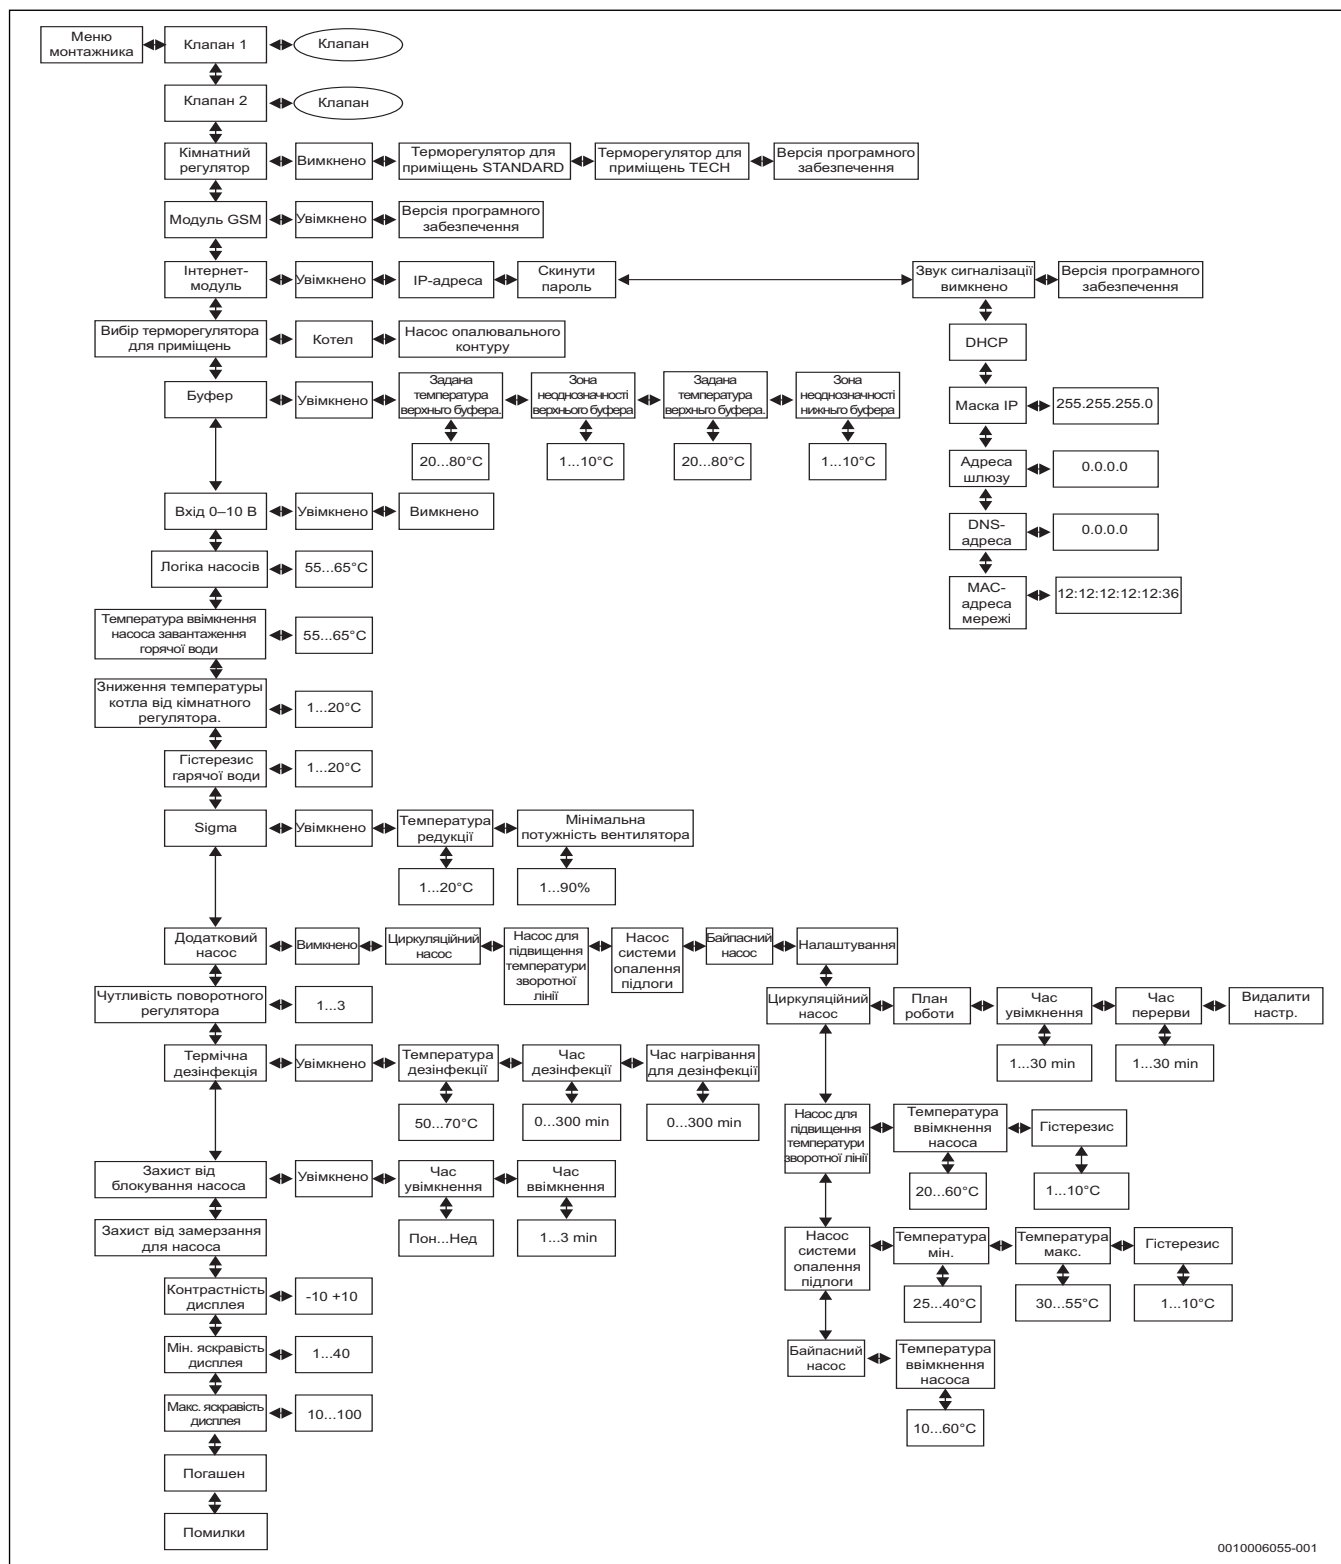 Меню
монтажника
Клапан 1
Клапан
Клапан 2
Клапан
Кімнатний
регулятор
Вимкнено
Терморегулятор для
приміщень STANDARD
Терморегулятор для
приміщень TECH
Версія програмного
забезпечення
Модуль GSM
Увімкнено
Версія програмного
забезпечення
Інтернет-
модуль
Увімкнено
IP-адреса
Скинути
пароль
Звук сигналізації
вимкнено
Версія програмного
забезпечення
DHCP
Маска IP
255.255.255.0
Адреса
шлюзу
0.0.0.0
DNS-
адреса
0.0.0.0
MAC-
адреса
мережі
12:12:12:12:12:36
Вибір терморегулятора
для приміщень
Котел
Насос опалювального
контуру
Буфер
Увімкнено
Задана
температура
верхнього буфера.
Зона
неоднозначності
верхнього буфера
Задана
температура
верхнього буфера.
Зона
неоднозначності
нижньго буфера
20...80°C
1...10°C
20...80°C
1...10°C
Вхід 0–10 В
Увімкнено
Вимкнено
Логіка насосів
55...65°C
Температура ввімкнення
насоса завантаження
горячої води
55...65°C
Зниження температуры
котла від кімнатного
регулятора.
1...20°C
Гістерезис
гарячої води
1...20°C
Sigma
Увімкнено
Температура
редукції
Мінімальна
потужність вентилятора
1...20°C
1...90%
Додатковий
насос
Вимкнено
Циркуляційний
насос
Насос для
підвищення
температури
зворотної
лінії
Насос
системи
опалення
підлоги
Байпасний
насос
Налаштування
Чутливість поворотного
регулятора
1...3
Циркуляційний
насос
План
роботи
Час
увімкнення
Час
перерви
Видалити
настр.
1...30 min
1...30 min
Термічна
дезінфекція
Увімкнено
Температура
дезінфекції
Час
дезінфекції
Час нагрівання
для дезінфекції
50...70°C
0...300 min
0...300 min
Насос для
підвищення
температури
зворотної лінії
Температура
ввімкнення
насоса
Гістерезис
20...60°C
1...10°C
Захист від
блокування насоса
Увімкнено
Час
увімкнення
Час
ввімкнення
Пон...Нед
1...3 min
Захист від замерзання
для насоса
Насос
системи
опалення
підлоги
Температура
мін.
Температура
макс.
Гістерезис
25...40°C
30...55°C
1...10°C
Контрастність
дисплея
-10 +10
Мін. яскравість
дисплея
1...40
Байпасний
насос
Температура
ввімкнення
насоса
10...60°C
Макс. яскравість
дисплея
10...100
Погашен
Помилки
0010006055-001